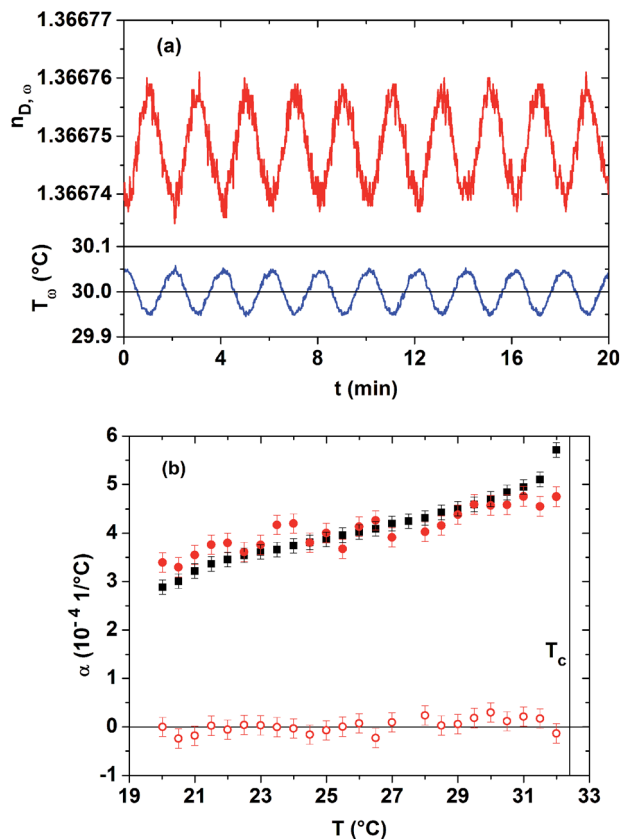 1.36677
(a)
1.36676
n_D, ω
1.36675
1.36674
30.1
T_ω (°C)
30.0
29.9
0 4 8 12 16 20
t (min)
6
(b)
5
4
3
α (10⁻⁴ 1/°C)
2
1
T_c
0
-1
19 21 23 25 27 29 31 33
T (°C)